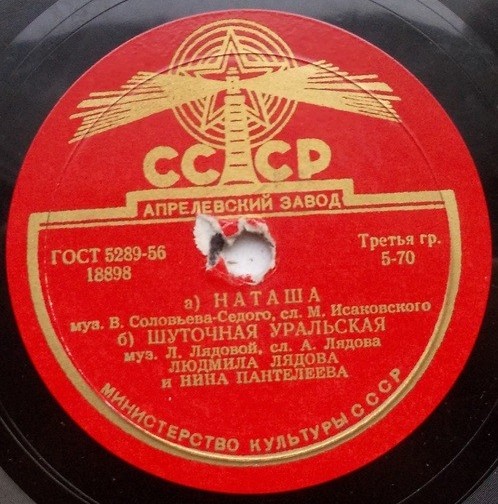 СССР
АПРЕЛЕВСКИЙ ЗАВОД
ГОСТ 5289-56
18898
Третья гр.
5-70
а) НАТАША
муз. В. Соловьева-Седого, сл. М. Исаковского
б) ШУТОЧНАЯ УРАЛЬСКАЯ
муз. Л. Лядовой, сл. А. Лядова
ЛЮДМИЛА ЛЯДОВА
и НИНА ПАНТЕЛЕЕВА
МИНИСТЕРСТВО КУЛЬТУРЫ СССР